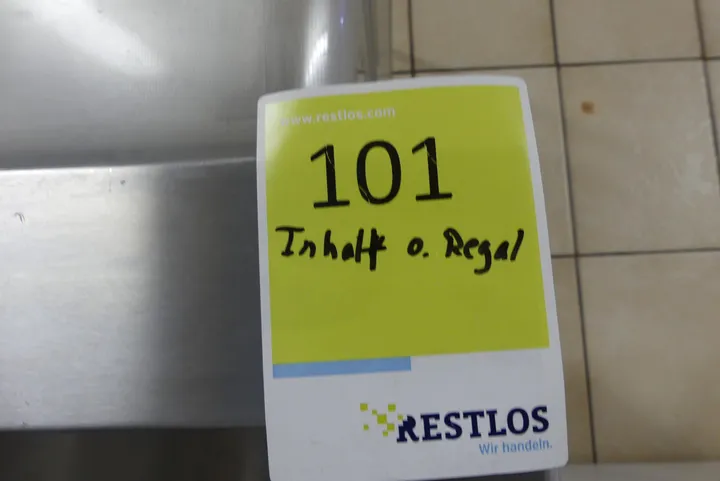 www.restlos.com
101
Inhalt o. Regal
RESTLOS
Wir handeln.